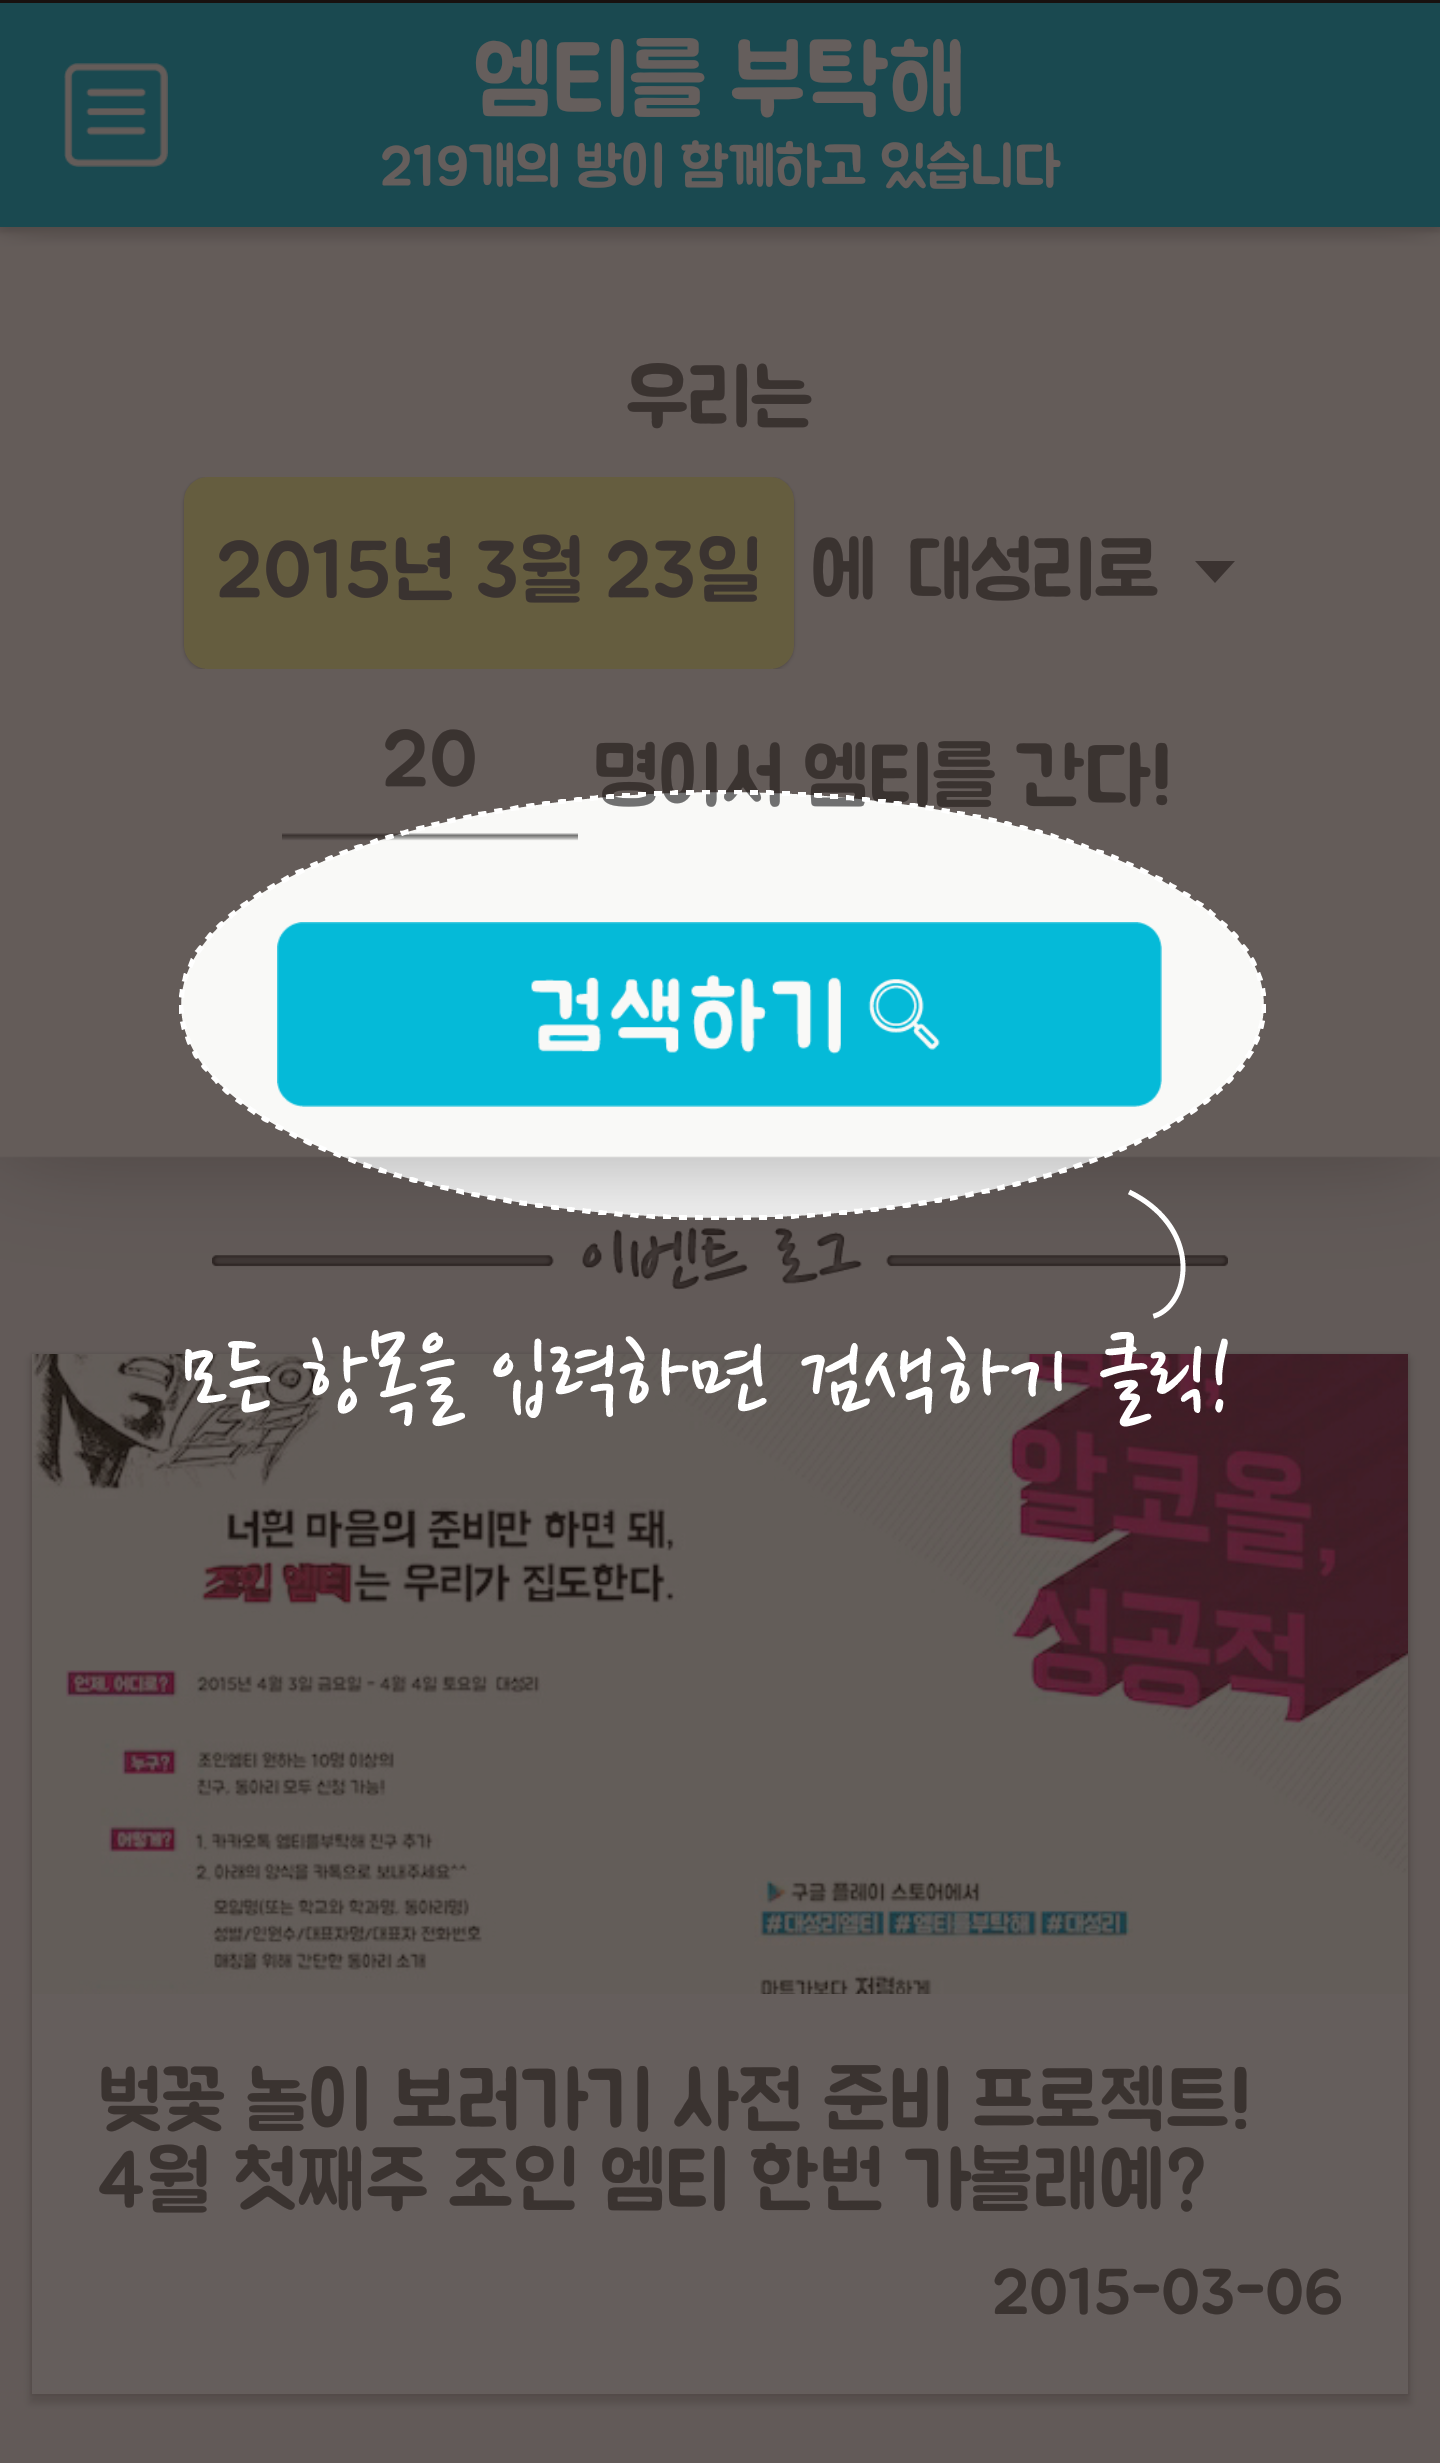 엠티를 부탁해
219개의 방이 함께하고 있습니다
우리는
2015년 3월 23일 에 대성리로
20 명이서 엠티를 간다!
검색하기
이벤트 로그
모든 항목을 입력하면 검색하기 클릭!
알코올,
성공적
너흰 마음의 준비만 하면 돼,
조인 엠티는 우리가 집도한다.
언제, 어디로? 2015년 4월 3일 금요일 - 4월 4일 토요일 대성리
누구? 조인엠티 원하는 10명 이상의
친구, 동아리 모두 신청 가능!
어떻게? 1. 카카오톡 엠티를부탁해 친구 추가
2. 아래의 양식을 카톡으로 보내주세요^^
모임명(또는 학교와 학과명, 동아리명)
성별/인원수/대표자명/대표자 전화번호
매칭을 위해 간단한 동아리 소개
구글 플레이 스토어에서
#대성리엠티 #엠티를부탁해 #대성리
마트가보다 저렴하게
벚꽃 놀이 보러가기 사전 준비 프로젝트!
4월 첫째주 조인 엠티 한번 가볼래예?
2015-03-06